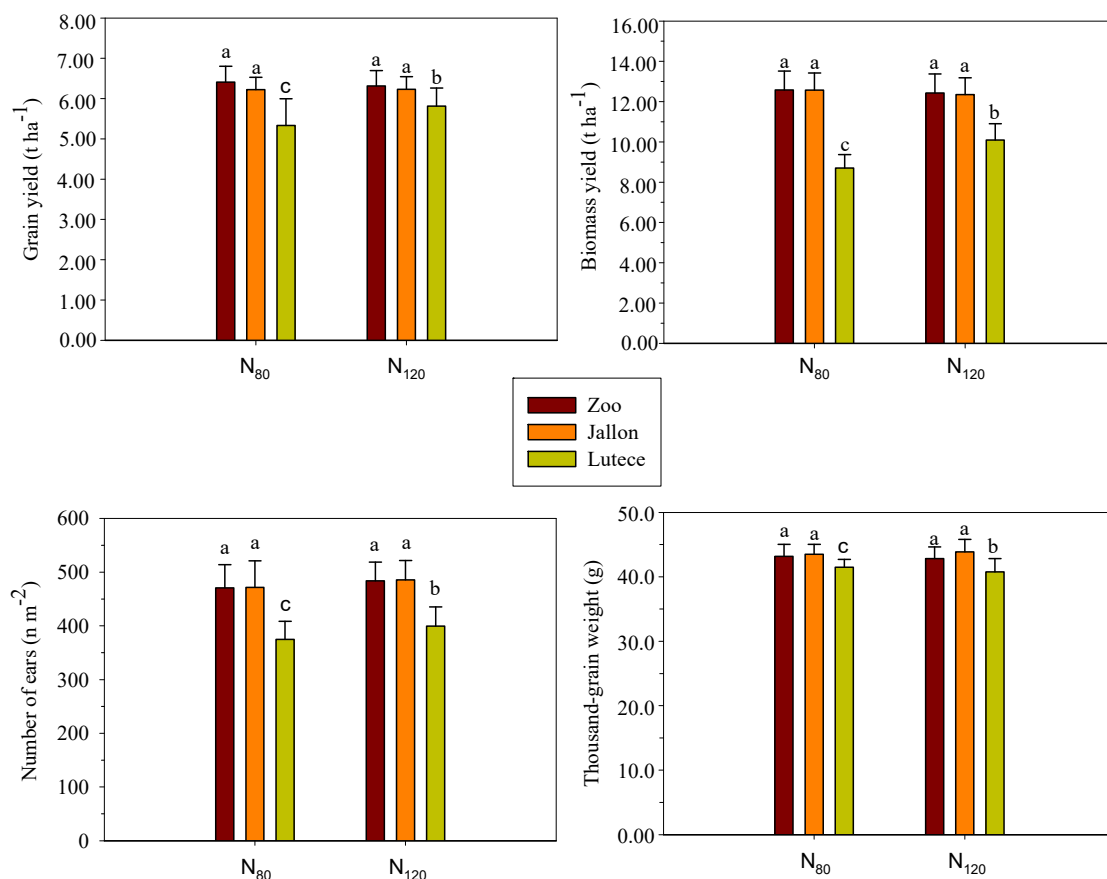 Grain yield (t ha⁻¹)
8.00
7.00
6.00
5.00
4.00
3.00
2.00
1.00
0.00
a
a
c
a
a
b
N₈₀
N₁₂₀
Biomass yield (t ha⁻¹)
16.00
14.00
12.00
10.00
8.00
6.00
4.00
2.00
0.00
a
a
c
a
a
b
N₈₀
N₁₂₀
Zoo
Jallon
Lutece
Number of ears (n m⁻²)
600
500
400
300
200
100
0
a
a
c
a
a
b
N₈₀
N₁₂₀
Thousand-grain weight (g)
50.0
40.0
30.0
20.0
10.0
0.00
a
a
c
a
a
b
N₈₀
N₁₂₀